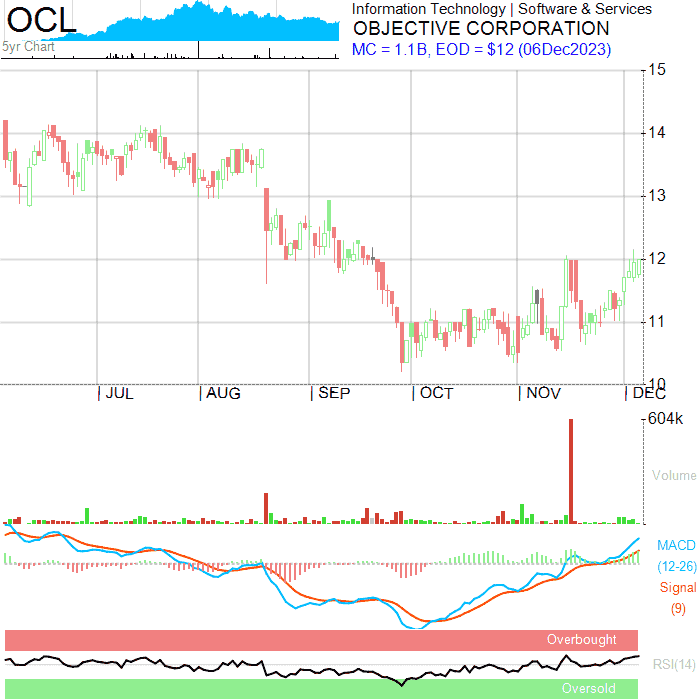 OCL
5yr Chart
Information Technology | Software & Services
OBJECTIVE CORPORATION
MC = 1.1B, EOD = $12 (06Dec2023)
15
14
13
12
11
10
JUL AUG SEP OCT NOV DEC
604k
Volume
MACD
(12-26)
Signal
(9)
Overbought
RSI(14)
Oversold